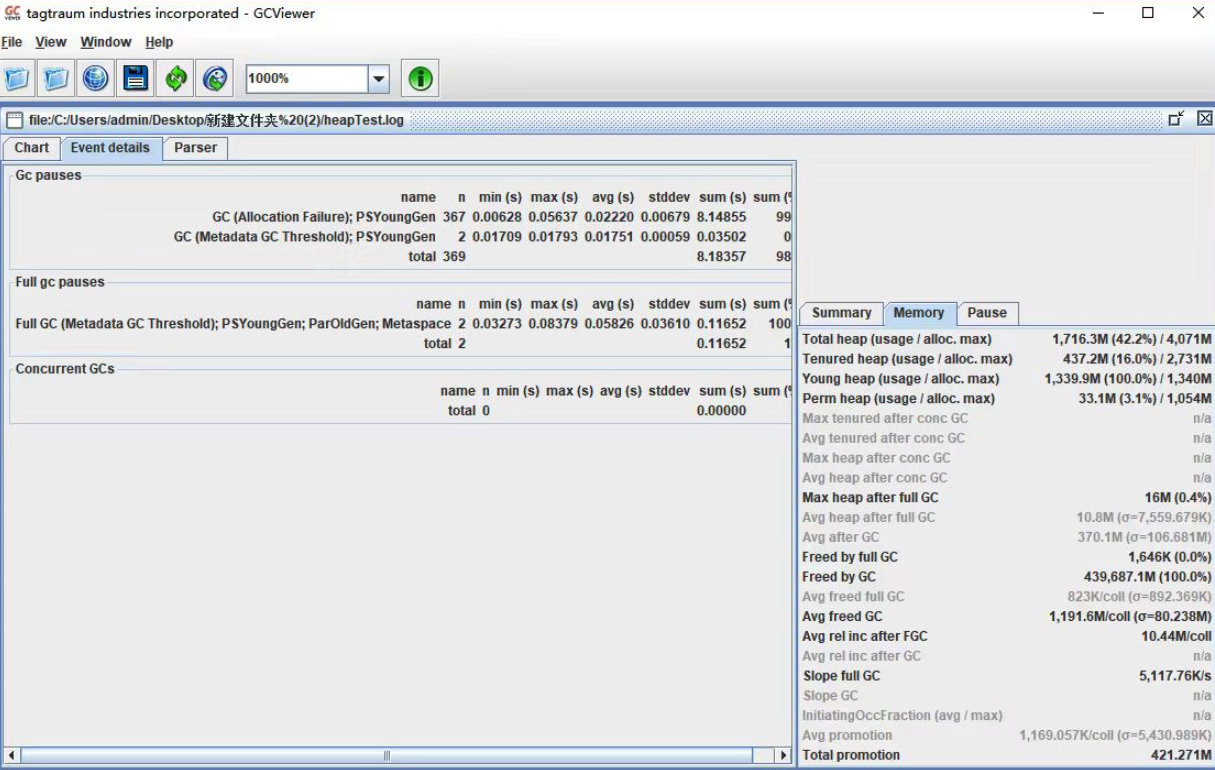 tagtraum industries incorporated - GCViewer
File View Window Help
1000%
file:/C:/Users/admin/Desktop/新建文件夹%20(2)/heapTest.log
Chart Event details Parser
Gc pauses
name n min (s) max (s) avg (s) stddev sum (s) sum (%
GC (Allocation Failure); PSYoungGen 367 0.00628 0.05637 0.02220 0.00679 8.14855 99
GC (Metadata GC Threshold); PSYoungGen 2 0.01709 0.01793 0.01751 0.00059 0.03502 0
total 369 8.18357 98
Full gc pauses
name n min (s) max (s) avg (s) stddev sum (s) sum (%
Full GC (Metadata GC Threshold); PSYoungGen; ParOldGen; Metaspace 2 0.03273 0.08379 0.05826 0.03610 0.11652 100
total 2 0.11652 1
Concurrent GCs
name n min (s) max (s) avg (s) stddev sum (s) sum (%
total 0 0.00000
Summary Memory Pause
Total heap (usage / alloc. max) 1,716.3M (42.2%) / 4,071M
Tenured heap (usage / alloc. max) 437.2M (16.0%) / 2,731M
Young heap (usage / alloc. max) 1,339.9M (100.0%) / 1,340M
Perm heap (usage / alloc. max) 33.1M (3.1%) / 1,054M
Max tenured after conc GC n/a
Avg tenured after conc GC n/a
Max heap after conc GC n/a
Avg heap after conc GC n/a
Max heap after full GC 16M (0.4%)
Avg heap after full GC 10.8M (σ=7,559.679K)
Avg after GC 370.1M (σ=106.681M)
Freed by full GC 1,646K (0.0%)
Freed by GC 439,687.1M (100.0%)
Avg freed full GC 823K/coll (σ=892.369K)
Avg freed GC 1,191.6M/coll (σ=80.238M)
Avg rel inc after FGC 10.44M/coll
Avg rel inc after GC n/a
Slope full GC 5,117.76K/s
Slope GC n/a
InitiatingOccFraction (avg / max) n/a
Avg promotion 1,169.057K/coll (σ=5,430.989K)
Total promotion 421.271M